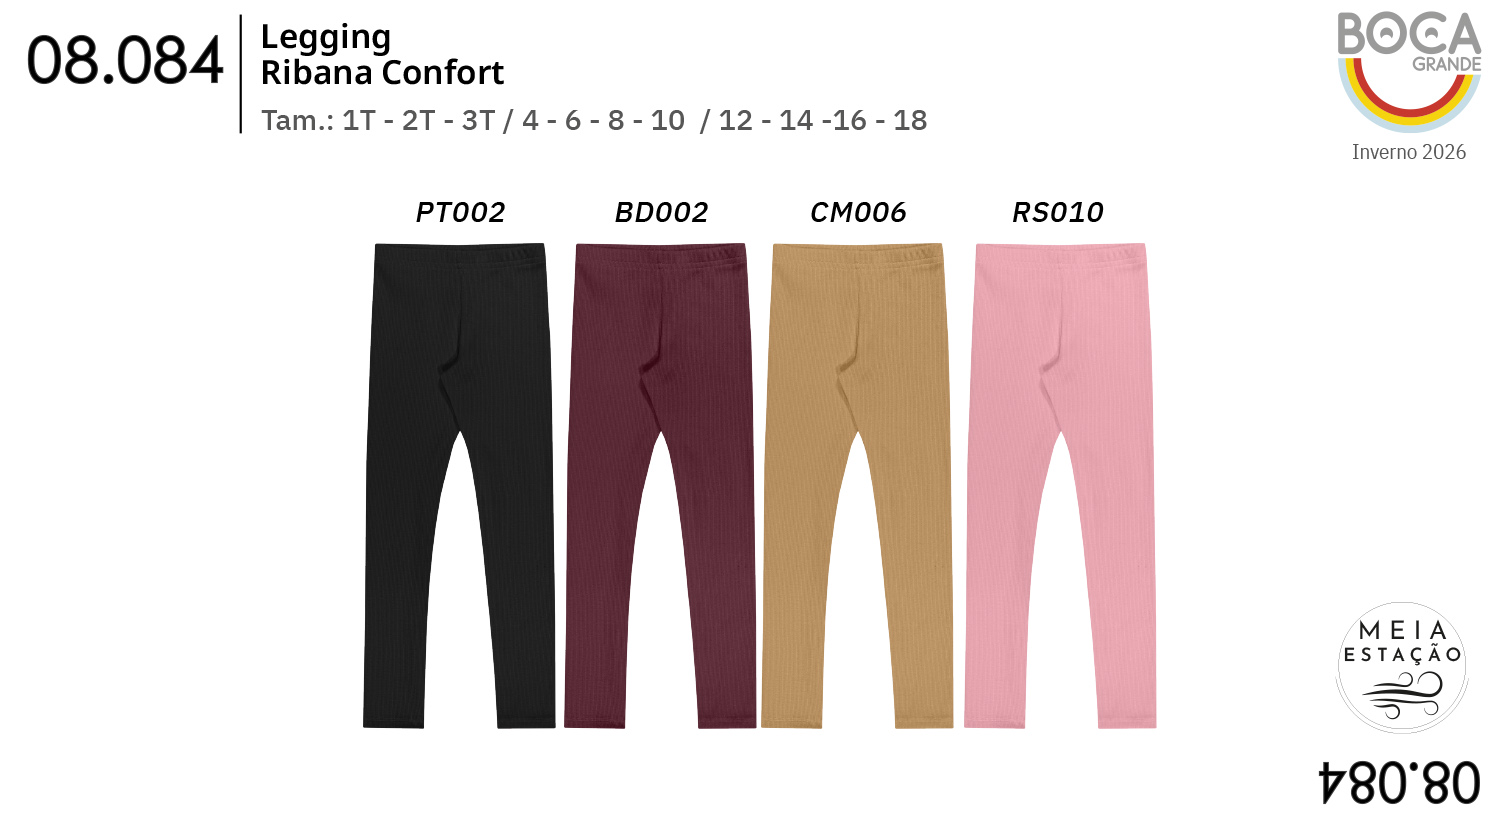 08.084
Legging
Ribana Confort
Tam.: 1T - 2T - 3T / 4 - 6 - 8 - 10 / 12 - 14 -16 - 18
BOCA
GRANDE
Inverno 2026
PT002
BD002
CM006
RS010
MEIA
ESTAÇÃO
08.084